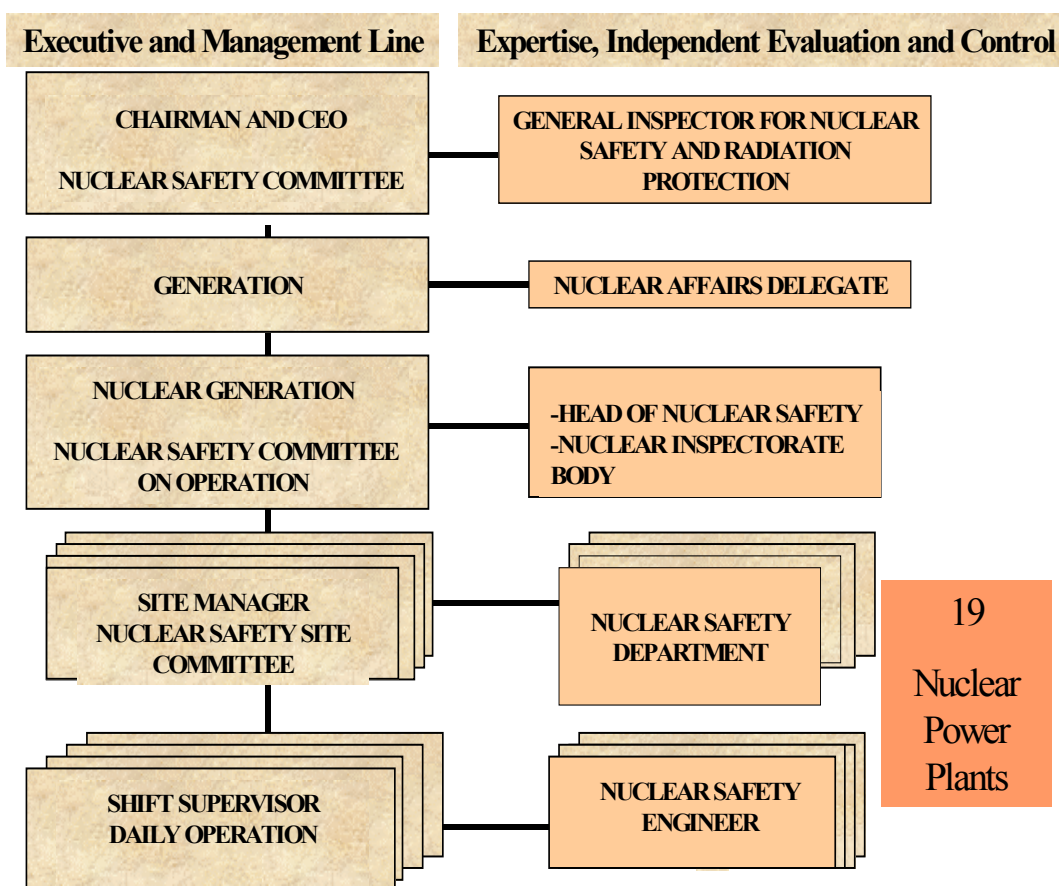 Executive and Management Line
Expertise, Independent Evaluation and Control
CHAIRMAN AND CEO
NUCLEAR SAFETY COMMITTEE
GENERAL INSPECTOR FOR NUCLEAR
SAFETY AND RADIATION
PROTECTION
GENERATION
NUCLEAR AFFAIRS DELEGATE
NUCLEAR GENERATION
NUCLEAR SAFETY COMMITTEE
ON OPERATION
-HEAD OF NUCLEAR SAFETY
-NUCLEAR INSPECTORATE
BODY
SITE MANAGER
NUCLEAR SAFETY SITE
COMMITTEE
NUCLEAR SAFETY
DEPARTMENT
19
Nuclear
Power
Plants
SHIFT SUPERVISOR
DAILY OPERATION
NUCLEAR SAFETY
ENGINEER